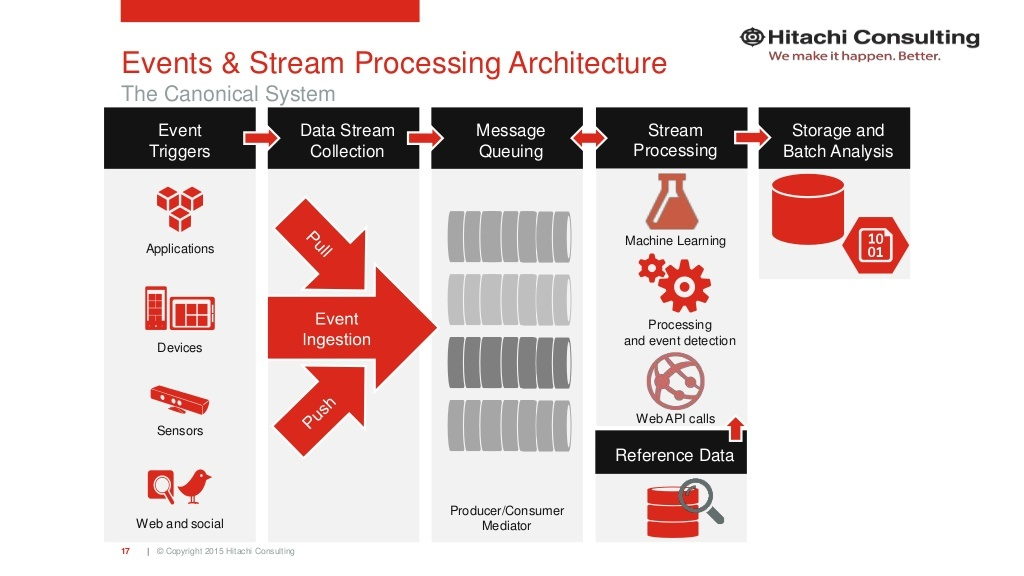 Hitachi Consulting
We make it happen. Better.
Events & Stream Processing Architecture
The Canonical System
Event
Triggers
Data Stream
Collection
Message
Queuing
Stream
Processing
Storage and
Batch Analysis
Applications
Devices
Sensors
Web and social
Pull
Event
Ingestion
Push
Producer/Consumer
Mediator
Machine Learning
Processing
and event detection
Web API calls
Reference Data
10
01
17 | © Copyright 2015 Hitachi Consulting